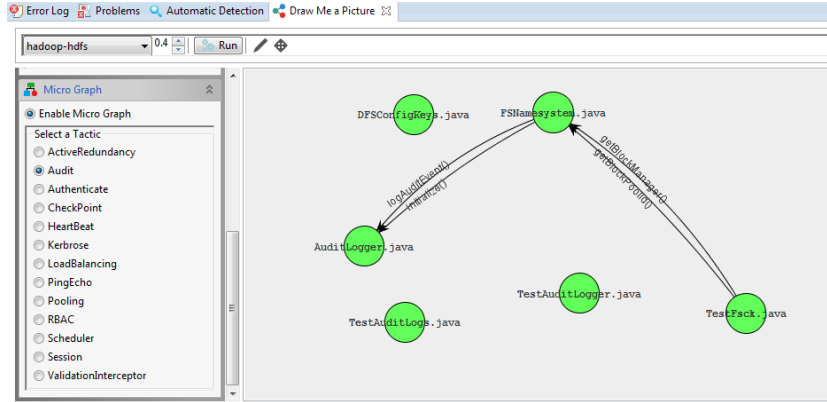 Error Log Problems Automatic Detection Draw Me a Picture
hadoop-hdfs 0.4 Run
Micro Graph
Enable Micro Graph
Select a Tactic
ActiveRedundancy
Audit
Authenticate
CheckPoint
HeartBeat
Kerbrose
LoadBalancing
PingEcho
Pooling
RBAC
Scheduler
Session
ValidationInterceptor
DFSConfigKeys.java
FSNamesystem.java
getBlockManager()
getBlockPoolId()
logAuditEvent()
initialize()
AuditLogger.java
TestAuditLogger.java
TestFsck.java
TestAuditLogs.java